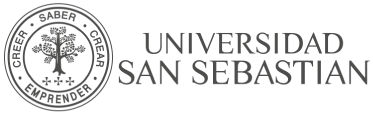 CREER · SABER · CREAR
· EMPRENDER ·
UNIVERSIDAD
SAN SEBASTIAN